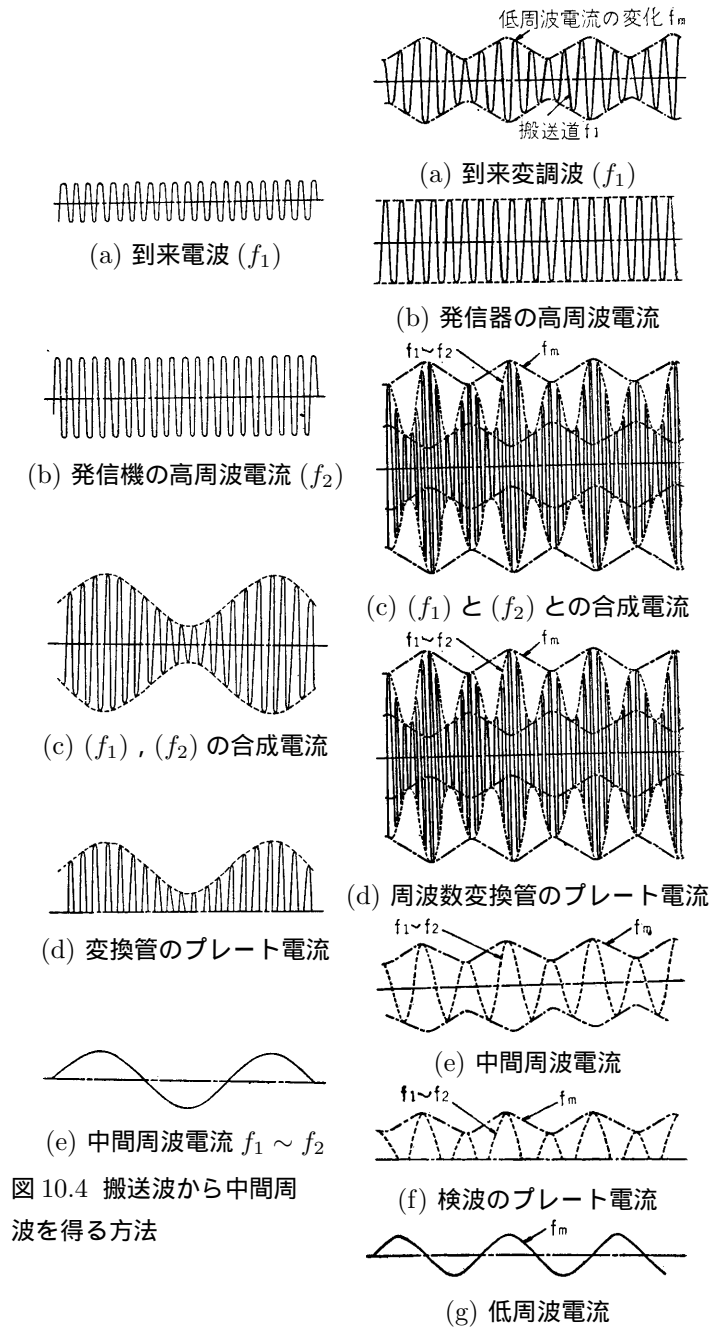 (a) 到来電波 (f₁)
(b) 発信機の高周波電流 (f₂)
(c) (f₁) , (f₂) の合成電流
(d) 変換管のプレート電流
(e) 中間周波電流 f₁ ∼ f₂
図 10.4 搬送波から中間周
波を得る方法
低周波電流の変化 fm
搬送道 f1
(a) 到来変調波 (f₁)
(b) 発信器の高周波電流
f₁~f₂ fm
(c) (f₁) と (f₂) との合成電流
f₁~f₂ fm
(d) 周波数変換管のプレート電流
f₁~f₂ fm
(e) 中間周波電流
f₁~f₂ fm
(f) 検波のプレート電流
fm
(g) 低周波電流